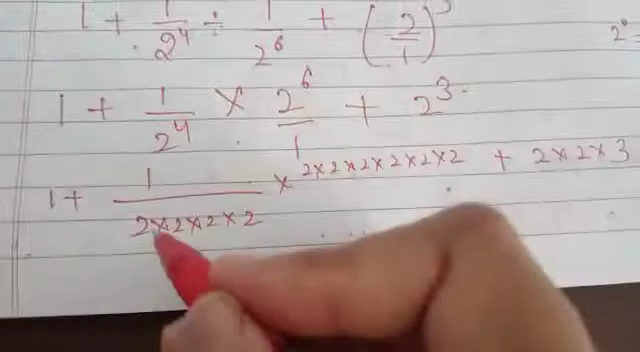 1 + 1/2⁴ ÷ 1/2⁶ + (2/1)³
2⁰ =
1 + 1/2⁴ × 2⁶/1 + 2³
1 + 1/2×2×2×2 × 2×2×2×2×2×2 + 2×2×3